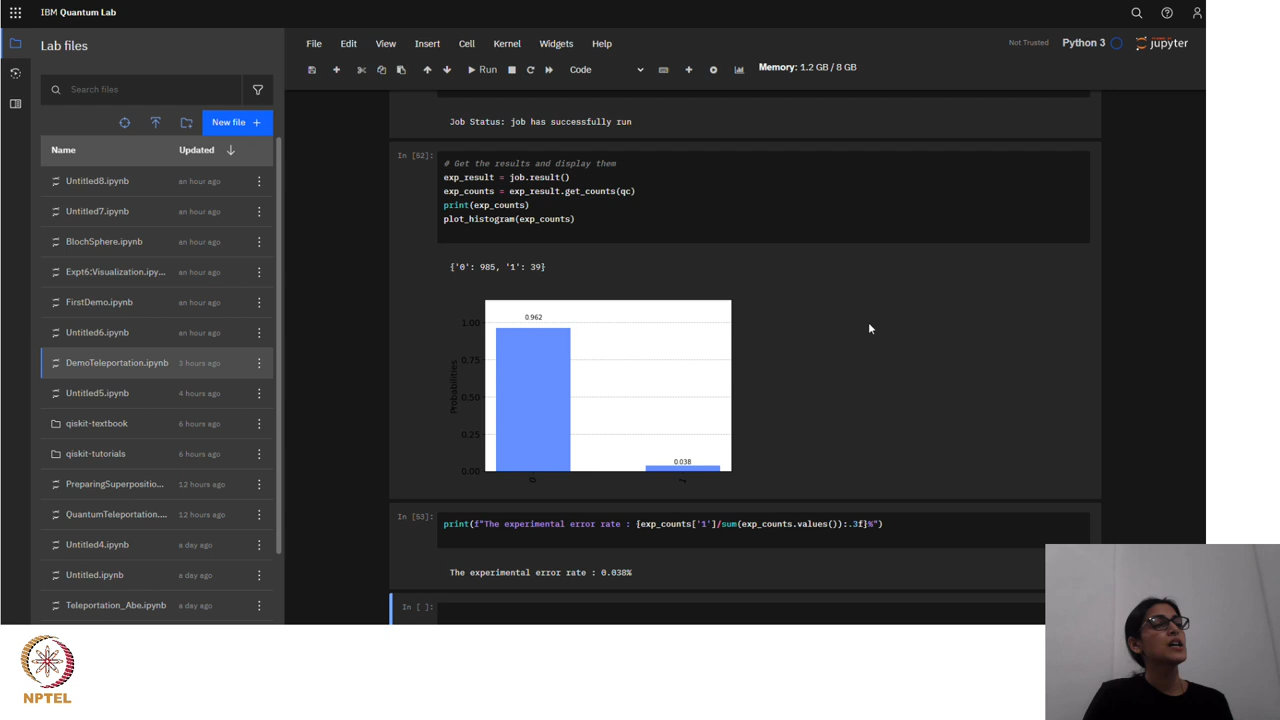 IBM Quantum Lab
Lab files
File Edit View Insert Cell Kernel Widgets Help
Not Trusted Python 3 jupyter
Run Code Memory: 1.2 GB / 8 GB
Search files
New file +
Name Updated
Untitled8.ipynb an hour ago
Untitled7.ipynb an hour ago
BlochSphere.ipynb an hour ago
Expt6:Visualization.ipy... an hour ago
FirstDemo.ipynb an hour ago
Untitled6.ipynb an hour ago
DemoTeleportation.ipynb 3 hours ago
Untitled5.ipynb 4 hours ago
qiskit-textbook 6 hours ago
qiskit-tutorials 6 hours ago
PreparingSuperpositio... 12 hours ago
QuantumTeleportation.... 12 hours ago
Untitled4.ipynb a day ago
Untitled.ipynb a day ago
Teleportation_Abe.ipynb a day ago
Job Status: job has successfully run
In [52]:
# Get the results and display them
exp_result = job.result()
exp_counts = exp_result.get_counts(qc)
print(exp_counts)
plot_histogram(exp_counts)
{'0': 985, '1': 39}
0.962
1.00
0.75
Probabilities
0.50
0.25
0.038
0.00
0 1
In [53]:
print(f"The experimental error rate : {exp_counts['1']/sum(exp_counts.values()):.3f}%")
The experimental error rate : 0.038%
In [ ]:
NPTEL